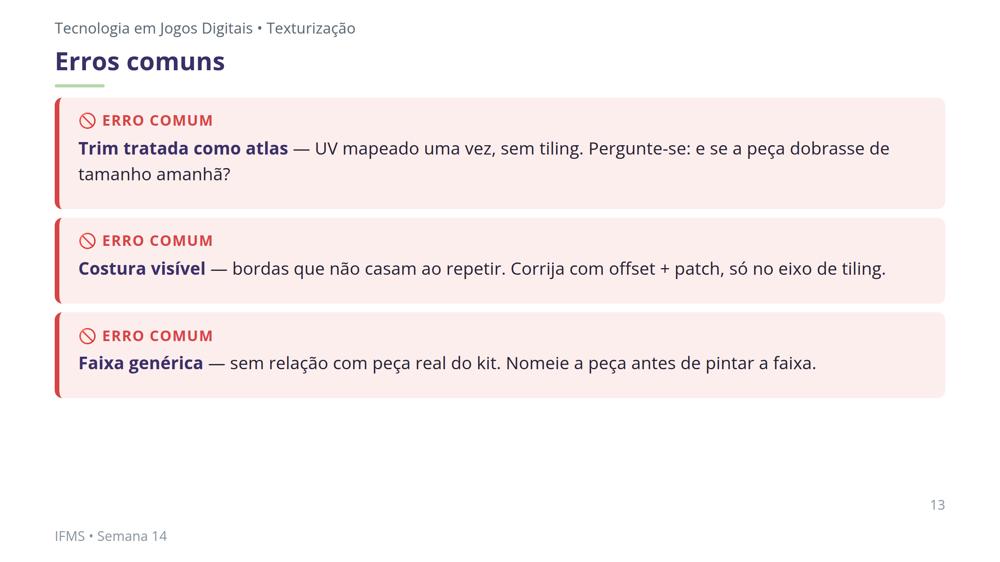 Tecnologia em Jogos Digitais • Texturização
Erros comuns
🚫 ERRO COMUM
Trim tratada como atlas — UV mapeado uma vez, sem tiling. Pergunte-se: e se a peça dobrasse de
tamanho amanhã?
🚫 ERRO COMUM
Costura visível — bordas que não casam ao repetir. Corrija com offset + patch, só no eixo de tiling.
🚫 ERRO COMUM
Faixa genérica — sem relação com peça real do kit. Nomeie a peça antes de pintar a faixa.
13
IFMS • Semana 14